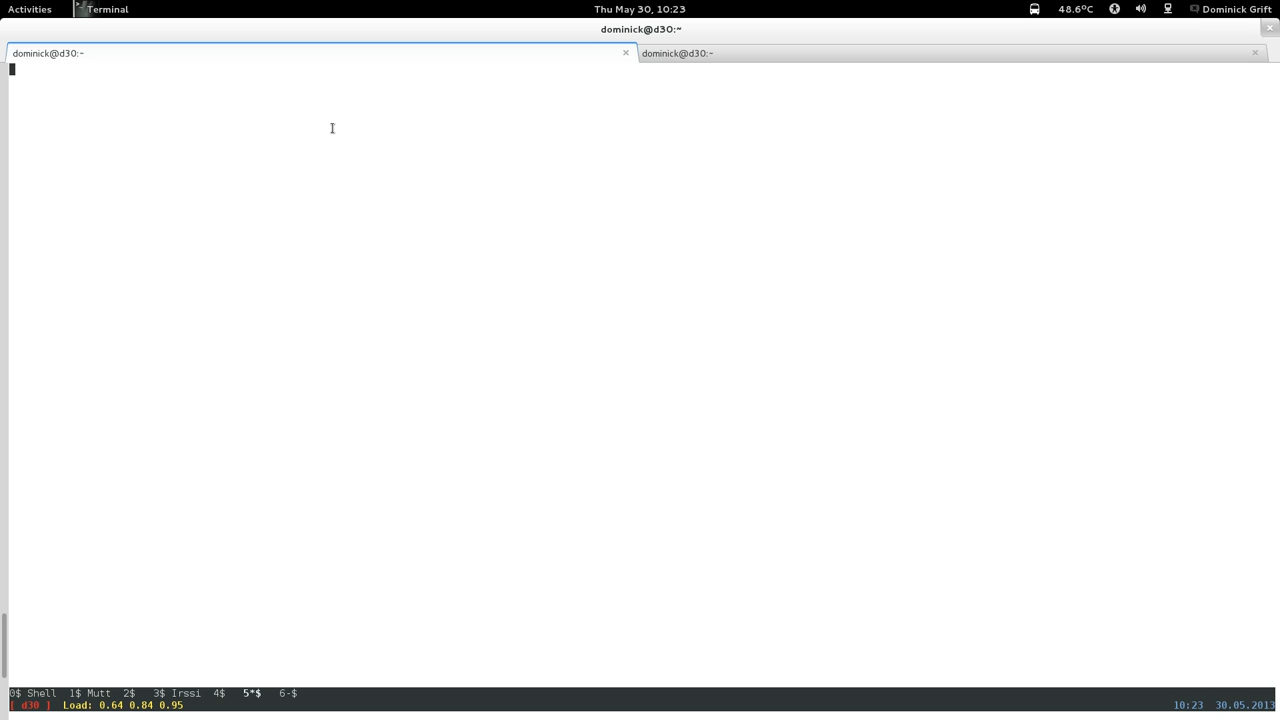 Activities Terminal Thu May 30, 10:23 48.6ºC Dominick Grift
dominick@d30:~
dominick@d30:~ dominick@d30:~
0$ Shell 1$ Mutt 2$ 3$ Irssi 4$ 5*$ 6-$
[ d30 ] Load: 0.64 0.84 0.95 10:23 30.05.2013